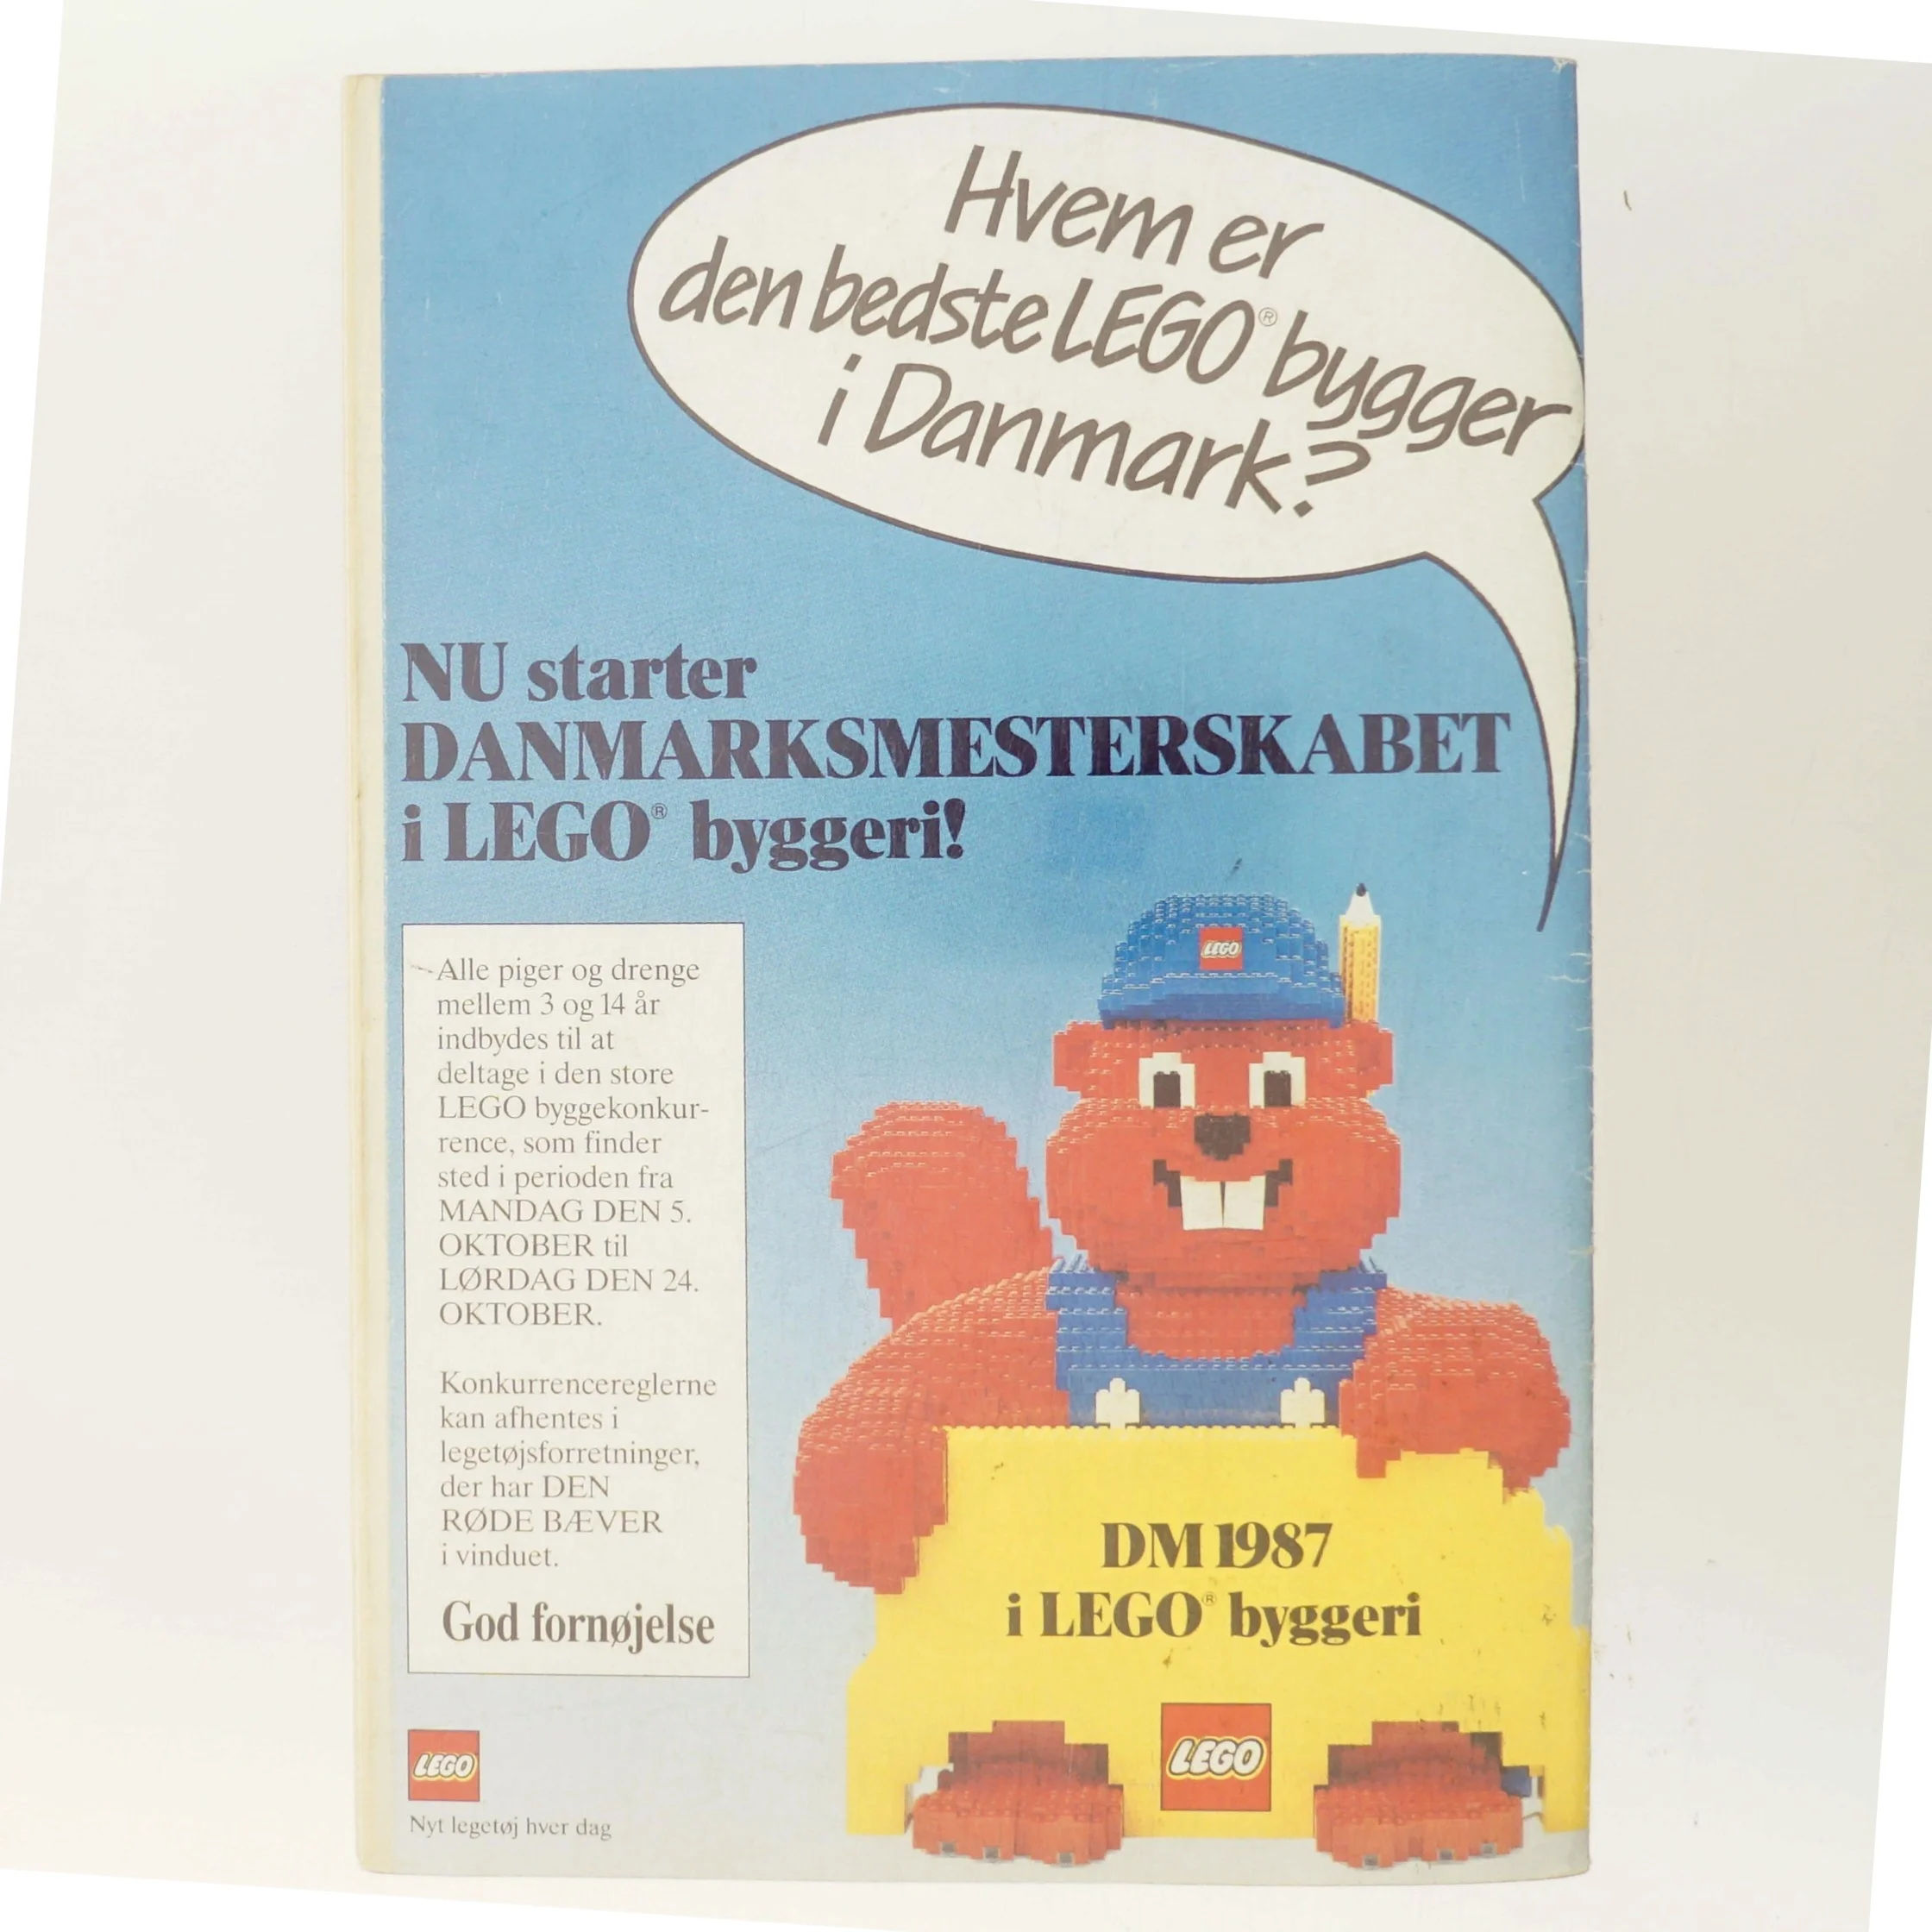 Hvem er
den bedste LEGO® bygger
i Danmark?
NU starter
DANMARKSMESTERSKABET
i LEGO® byggeri!
Alle piger og drenge
mellem 3 og 14 år
indbydes til at
deltage i den store
LEGO byggekonkur-
rence, som finder
sted i perioden fra
MANDAG DEN 5.
OKTOBER til
LØRDAG DEN 24.
OKTOBER.
Konkurrencereglerne
kan afhentes i
legetøjsforretninger,
der har DEN
RØDE BÆVER
i vinduet.
God fornøjelse
LEGO
Nyt legetøj hver dag
LEGO
DM 1987
i LEGO® byggeri
LEGO